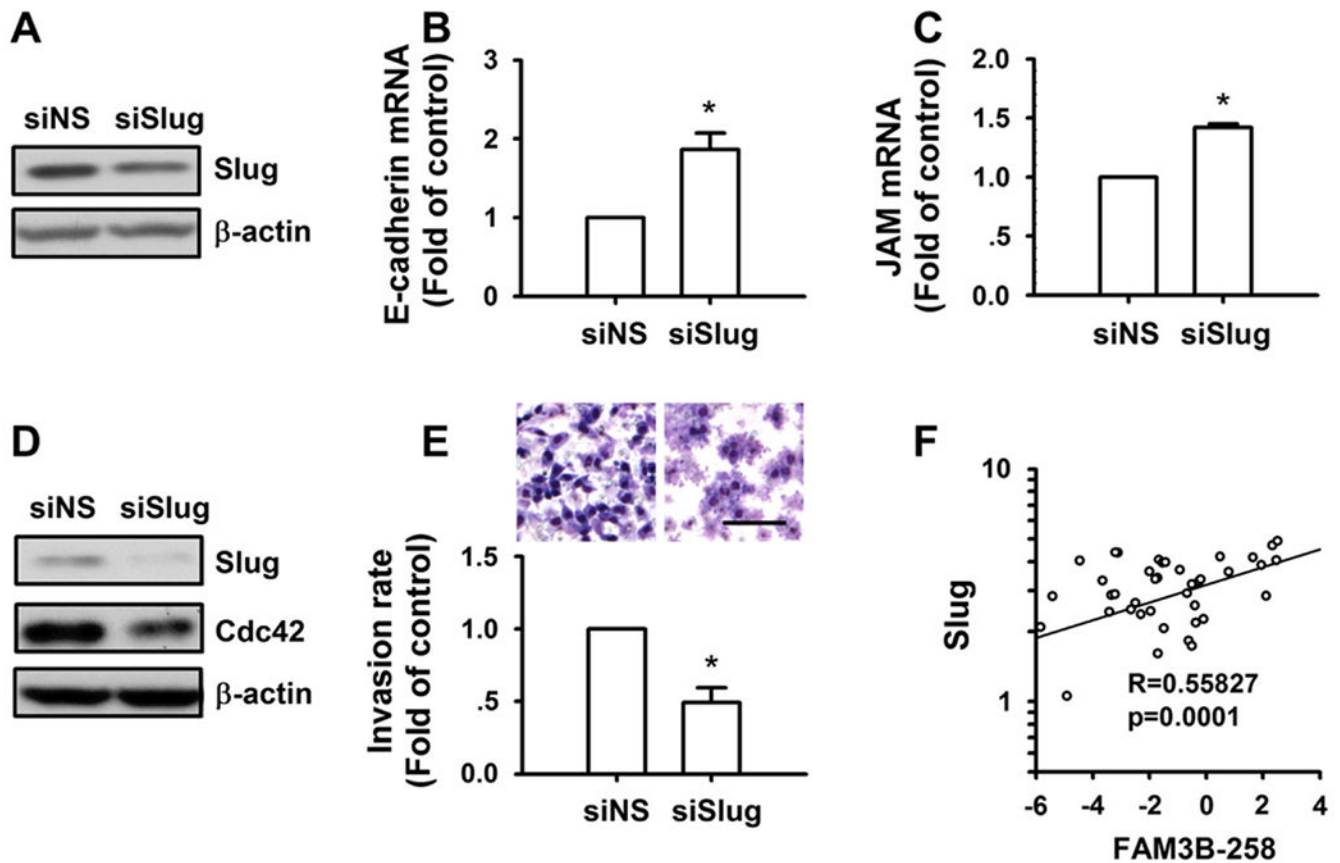 A
siNS siSlug
Slug
β-actin
B
E-cadherin mRNA
(Fold of control)
3
2
1
0
*
siNS siSlug
C
JAM mRNA
(Fold of control)
2.0
1.5
1.0
.5
0.0
*
siNS siSlug
D
siNS siSlug
Slug
Cdc42
β-actin
E
Invasion rate
(Fold of control)
1.5
1.0
.5
0.0
*
siNS siSlug
F
Slug
10
1
R=0.55827
p=0.0001
-6 -4 -2 0 2 4
FAM3B-258